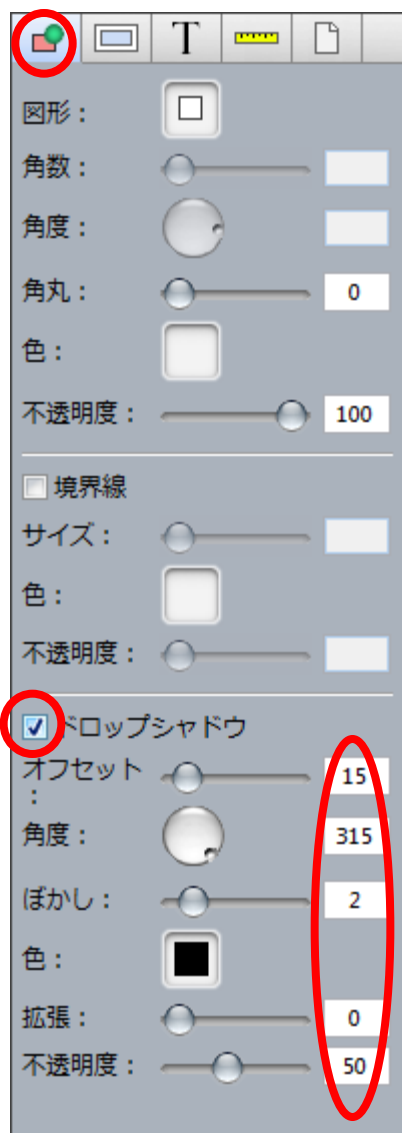 T
図形：
角数：
角度：
角丸： 0
色：
不透明度： 100
境界線
サイズ：
色：
不透明度：
ドロップシャドウ
オフセット： 15
角度： 315
ぼかし： 2
色：
拡張： 0
不透明度： 50